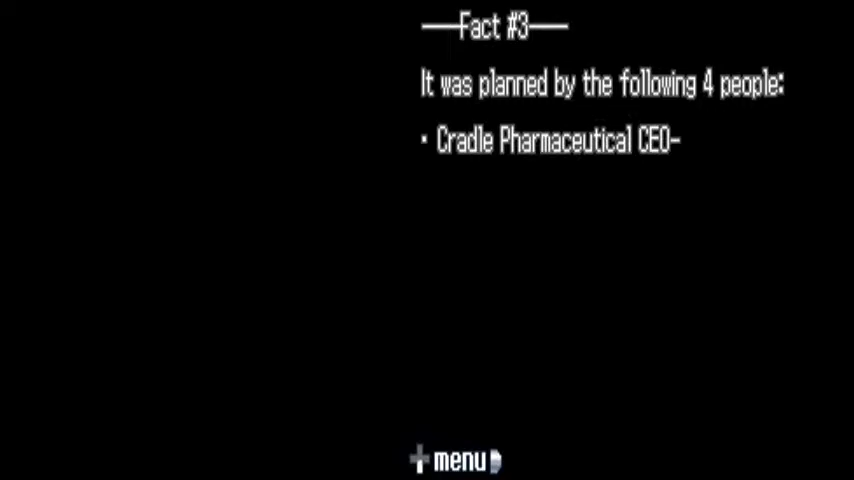 ——Fact #3——
It was planned by the following 4 people:
· Cradle Pharmaceutical CEO-
menu